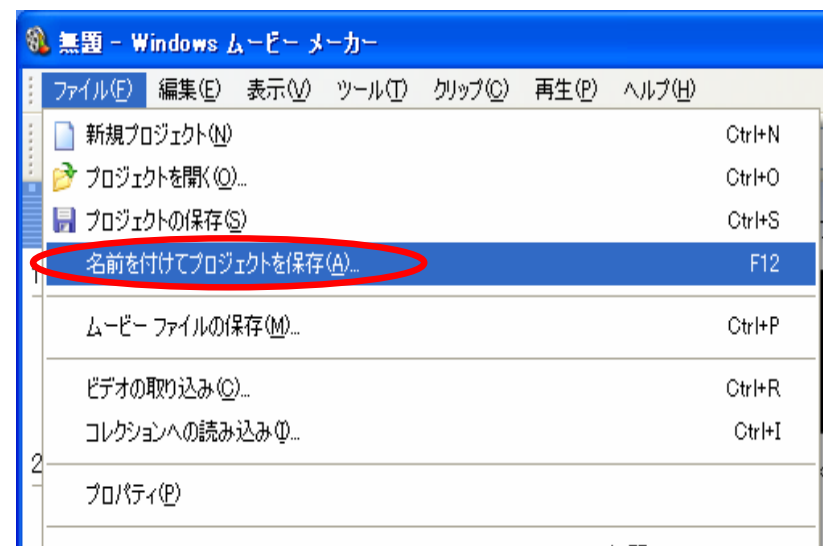 無題 - Windows ムービー メーカー
ファイル(F) 編集(E) 表示(V) ツール(T) クリップ(C) 再生(P) ヘルプ(H)
新規プロジェクト(N) Ctrl+N
プロジェクトを開く(O)... Ctrl+O
プロジェクトの保存(S) Ctrl+S
名前を付けてプロジェクトを保存(A)... F12
1
ムービー ファイルの保存(M)... Ctrl+P
ビデオの取り込み(C)... Ctrl+R
コレクションへの読み込み(I)... Ctrl+I
2
プロパティ(P)